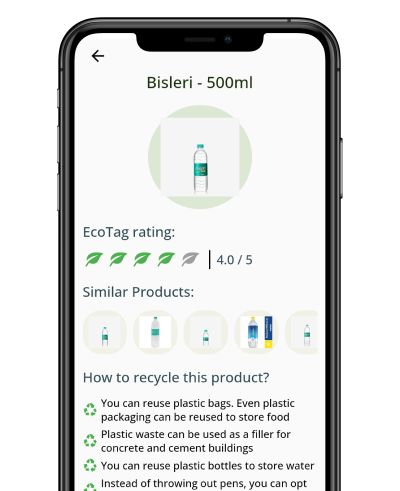 Bisleri - 500ml
EcoTag rating:
4.0 / 5
Similar Products:
How to recycle this product?
You can reuse plastic bags. Even plastic
packaging can be reused to store food
Plastic waste can be used as a filler for
concrete and cement buildings
You can reuse plastic bottles to store water
Instead of throwing out pens, you can opt